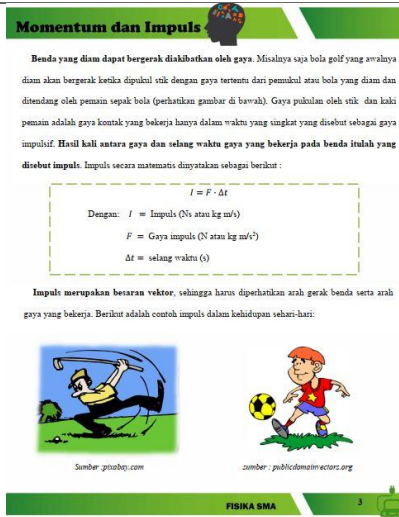 Momentum dan Impuls
Benda yang diam dapat bergerak diakibatkan oleh gaya. Misalnya saja bola golf yang awalnya
diam akan bergerak ketika dipukul stik dengan gaya tertentu dari pemukul atau bola yang diam dan
ditendang oleh pemain sepak bola (perhatikan gambar di bawah). Gaya pukulan oleh stik dan kaki
pemain adalah gaya kontak yang bekerja hanya dalam waktu yang singkat yang disebut sebagai gaya
impulsif. Hasil kali antara gaya dan selang waktu gaya yang bekerja pada benda itulah yang
disebut impuls. Impuls secara matematis dinyatakan sebagai berikut :
I = F · Δt
Dengan: I = Impuls (Ns atau kg m/s)
F = Gaya impuls (N atau kg m/s²)
Δt = selang waktu (s)
Impuls merupakan besaran vektor, sehingga harus diperhatikan arah gerak benda serta arah
gaya yang bekerja. Berikut adalah contoh impuls dalam kehidupan sehari-hari:
Sumber :pixabay.com
sumber : publicdomainvectors.org
FISIKA SMA
3